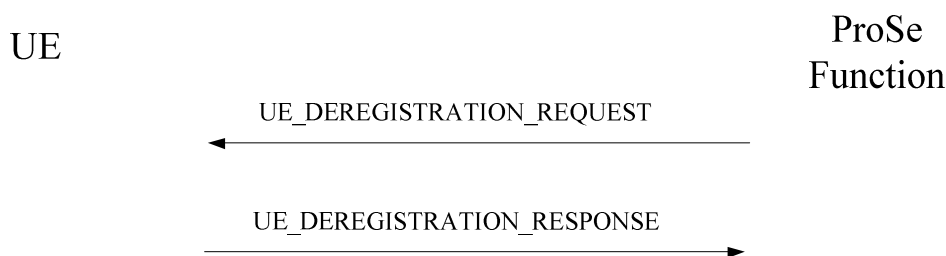 UE
ProSe
Function
UE_DEREGISTRATION_REQUEST
UE_DEREGISTRATION_RESPONSE